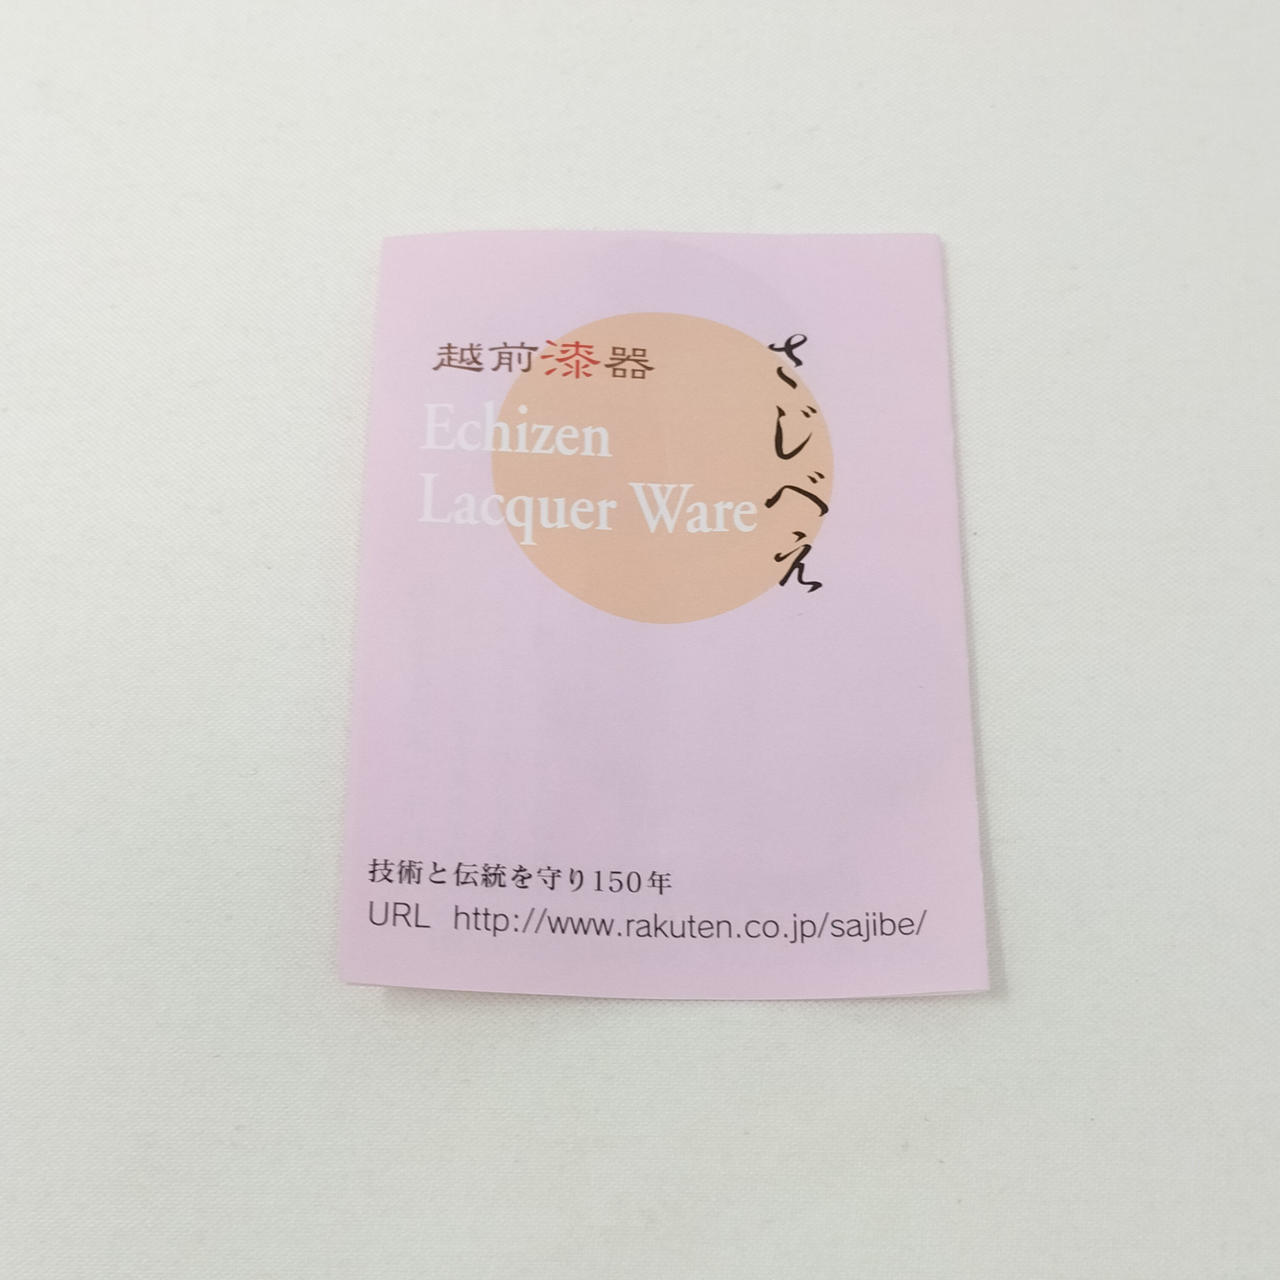 越前漆器
Echizen
Lacquer Ware
さじべえ
技術と伝統を守り150年
URL http://www.rakuten.co.jp/sajibe/